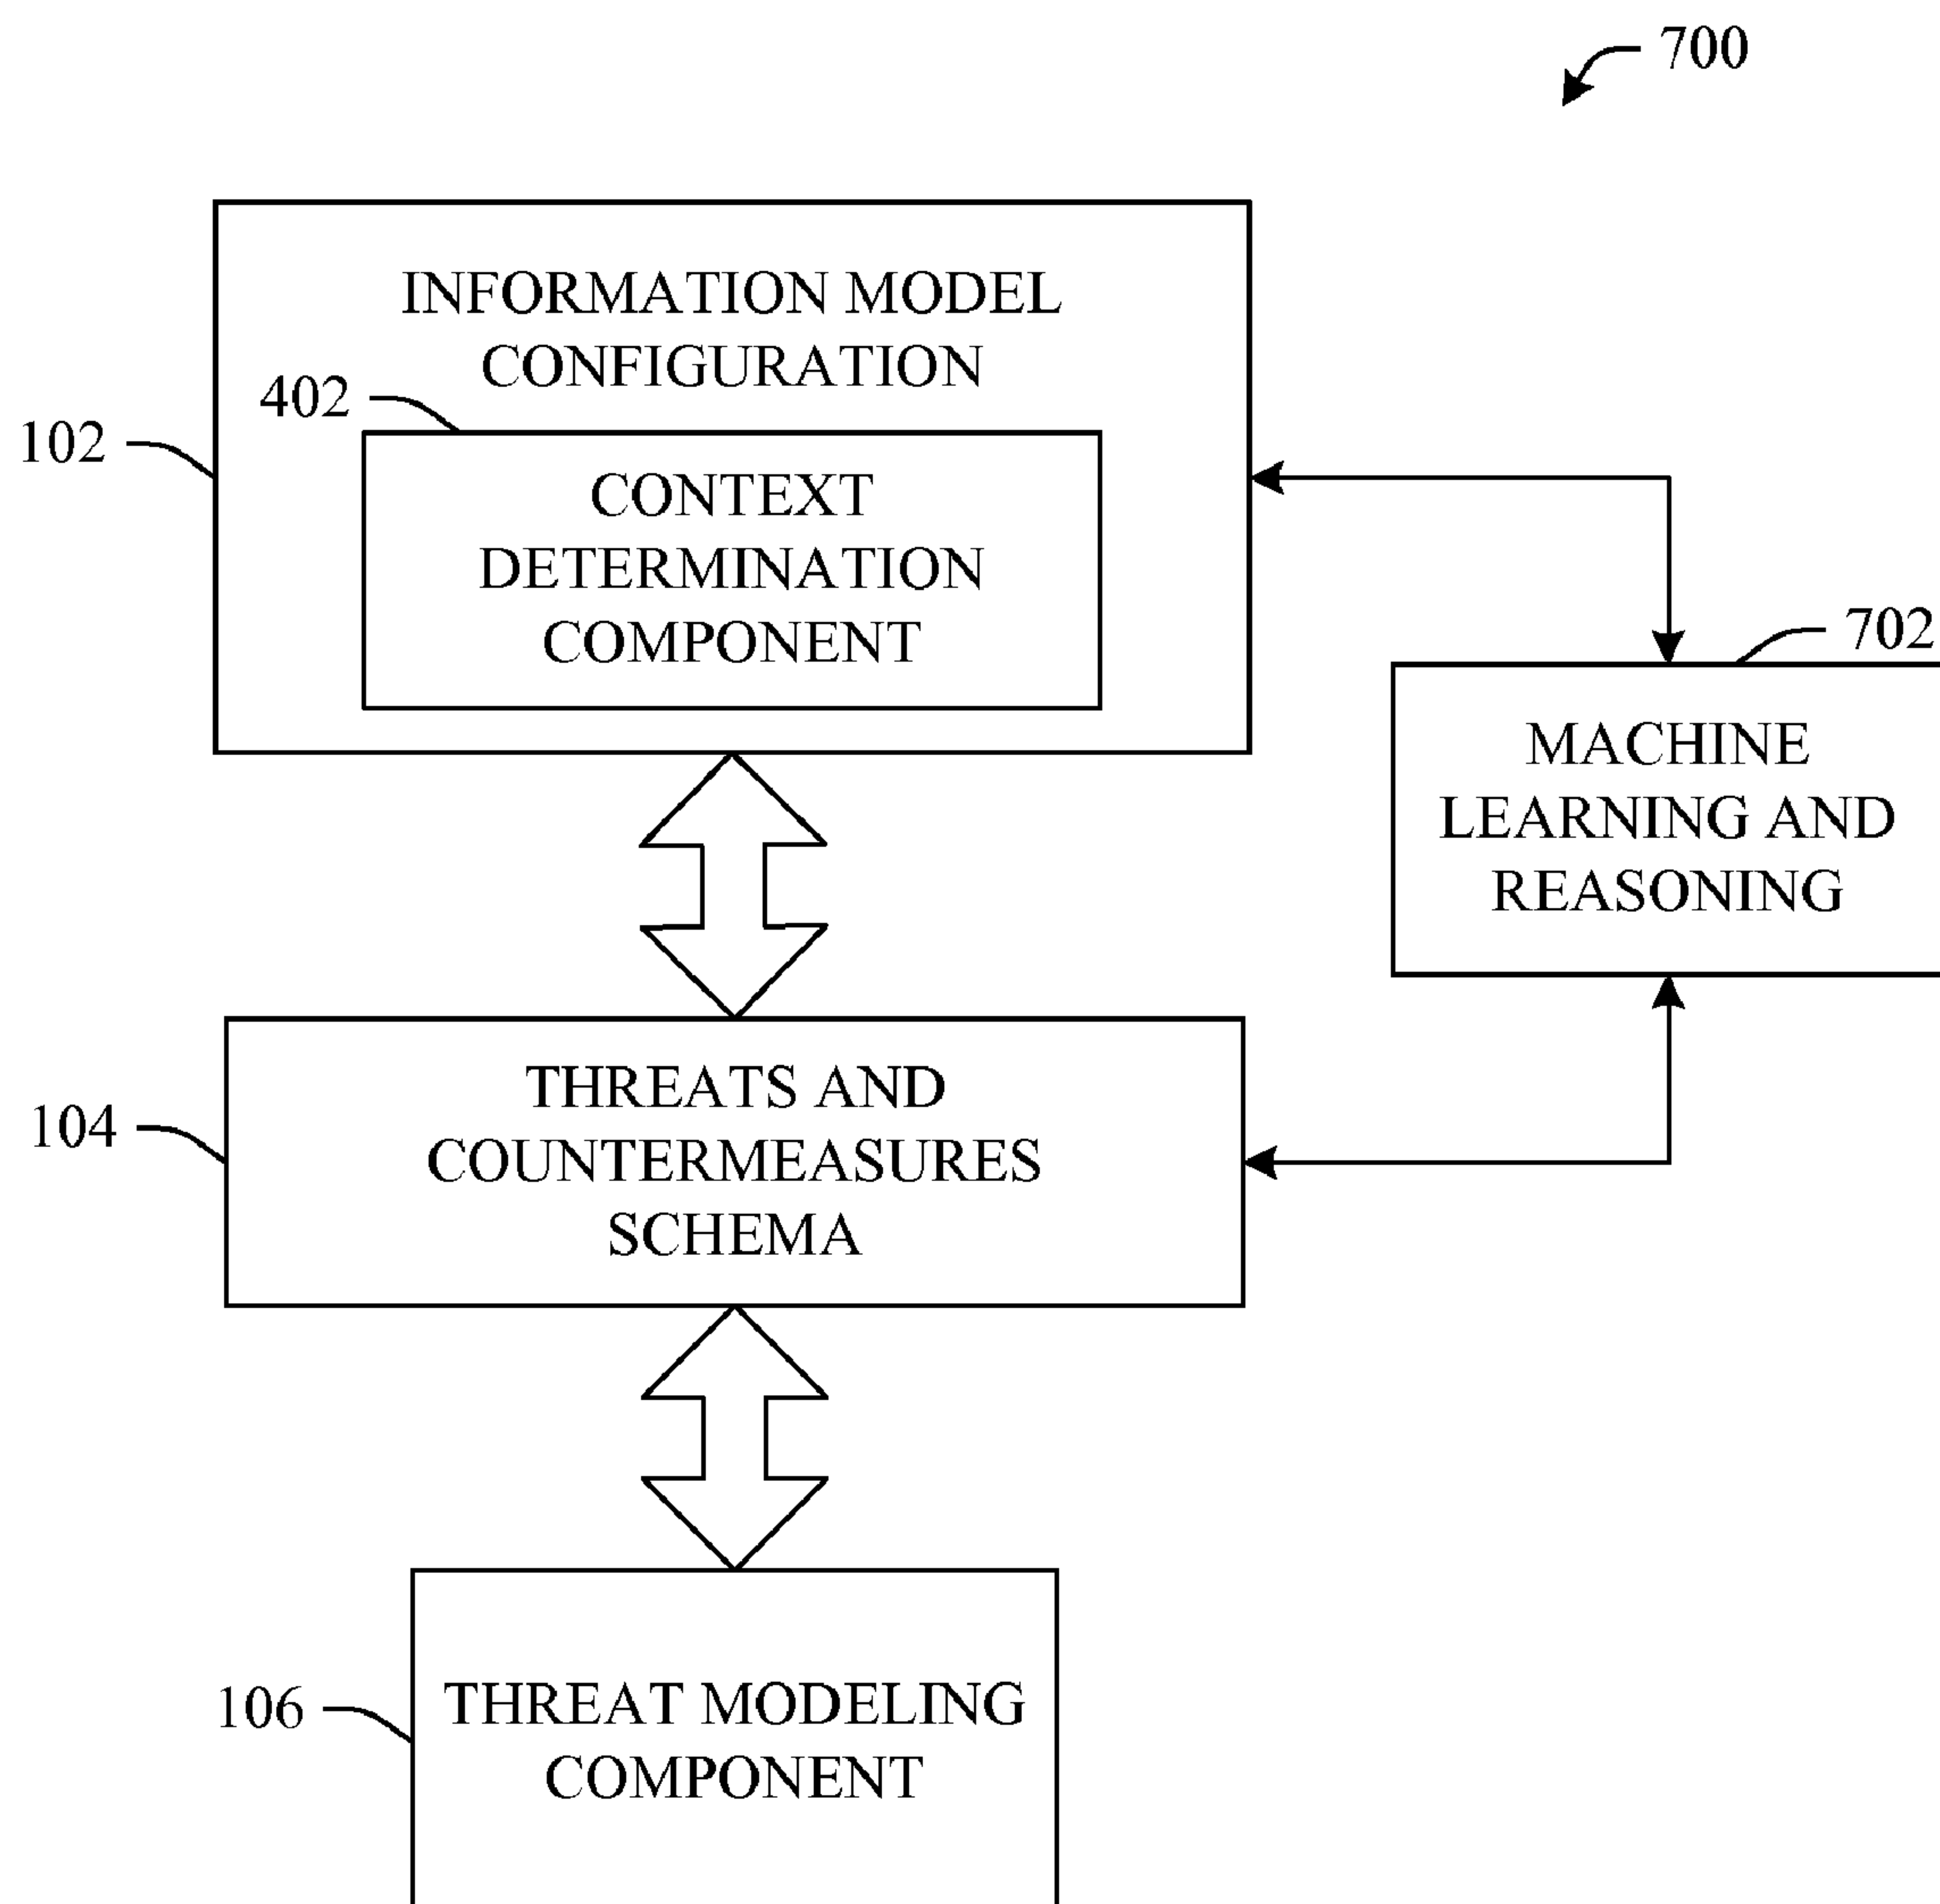 700
INFORMATION MODEL
CONFIGURATION
402
102
CONTEXT
DETERMINATION
COMPONENT
702
MACHINE
LEARNING AND
REASONING
THREATS AND
COUNTERMEASURES
SCHEMA
104
THREAT MODELING
COMPONENT
106